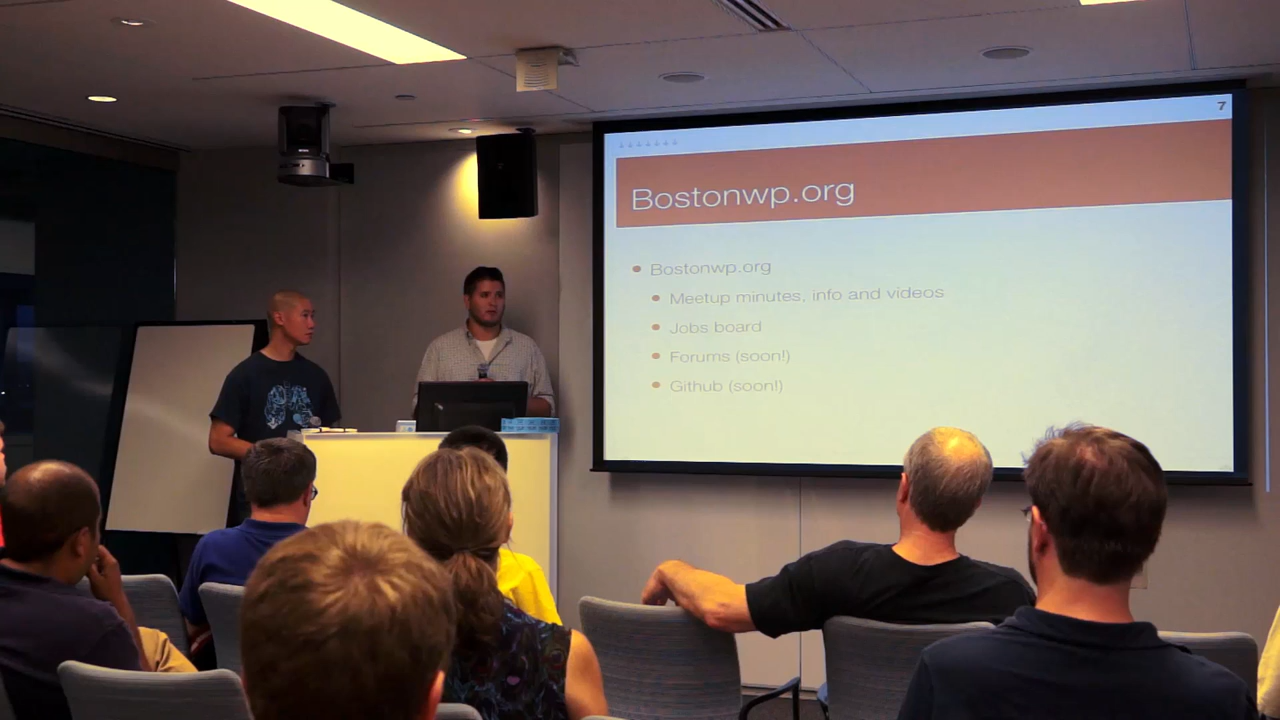 7
Bostonwp.org
Bostonwp.org
Meetup minutes, info and videos
Jobs board
Forums (soon!)
Github (soon!)